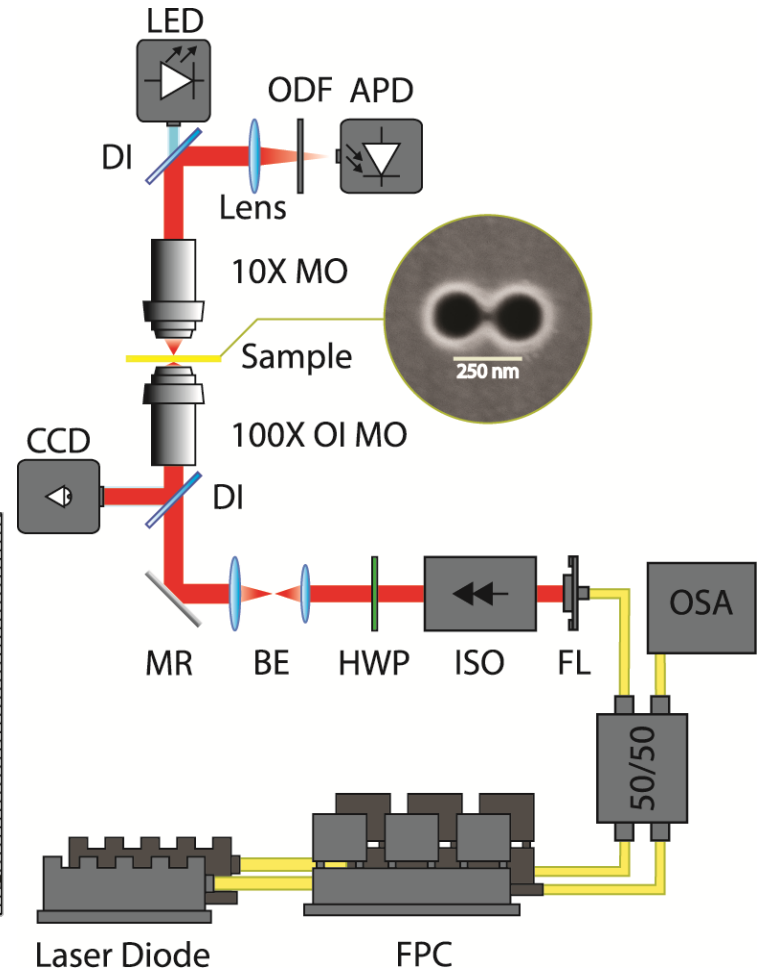 LED
ODF APD
DI
Lens
10X MO
Sample
250 nm
100X OI MO
CCD
DI
OSA
MR BE HWP ISO FL
50/50
Laser Diode FPC